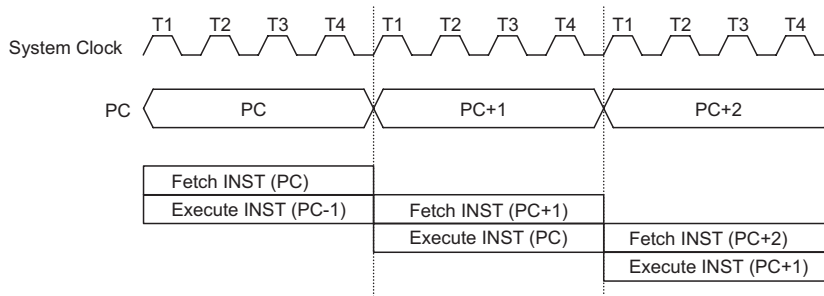 T1 T2 T3 T4 T1 T2 T3 T4 T1 T2 T3 T4
System Clock
PC PC PC+1 PC+2
Fetch INST (PC)
Execute INST (PC-1) Fetch INST (PC+1)
Execute INST (PC) Fetch INST (PC+2)
Execute INST (PC+1)